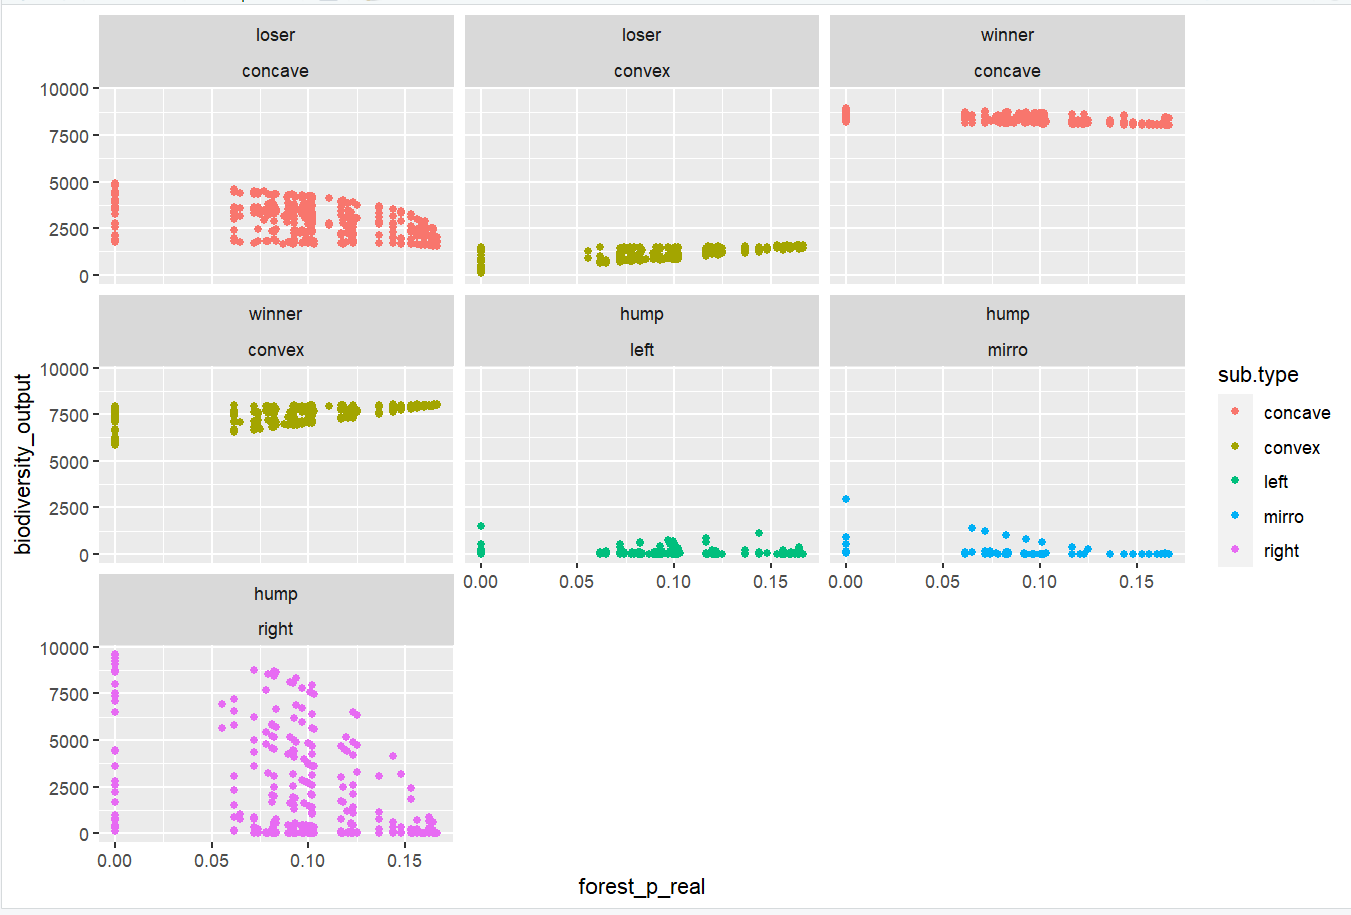 loser
concave
loser
convex
winner
concave
10000
7500
5000
2500
0
winner
convex
hump
left
hump
mirro
10000
7500
5000
2500
0
0.00 0.05 0.10 0.15
0.00 0.05 0.10 0.15
hump
right
10000
7500
5000
2500
0
0.00 0.05 0.10 0.15
forest_p_real
biodiversity_output
sub.type
concave
convex
left
mirro
right